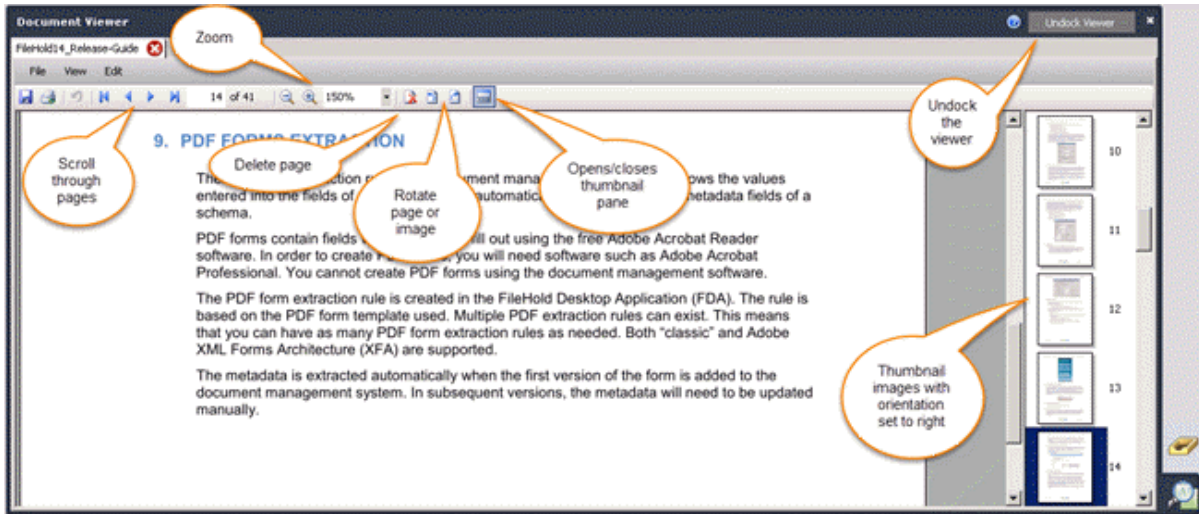 Document Viewer
Undock Viewer
Zoom
FileHold14_Release-Guide
File View Edit
14 of 41 150%
Undock
the
viewer
Scroll
through
pages
Delete page
Rotate
page or
image
Opens/closes
thumbnail
pane
9. PDF FORMS EXTRACTION
The ction r ument mana ows the values
entered into the fields of automatic metadata fields of a
schema.
PDF forms contain fields ill out using the free Adobe Acrobat Reader
software. In order to create you will need software such as Adobe Acrobat
Professional. You cannot create PDF forms using the document management software.
The PDF form extraction rule is created in the FileHold Desktop Application (FDA). The rule is
based on the PDF form template used. Multiple PDF extraction rules can exist. This means
that you can have as many PDF form extraction rules as needed. Both “classic” and Adobe
XML Forms Architecture (XFA) are supported.
The metadata is extracted automatically when the first version of the form is added to the
document management system. In subsequent versions, the metadata will need to be updated
manually.
10
11
12
13
14
Thumbnail
images with
orientation
set to right